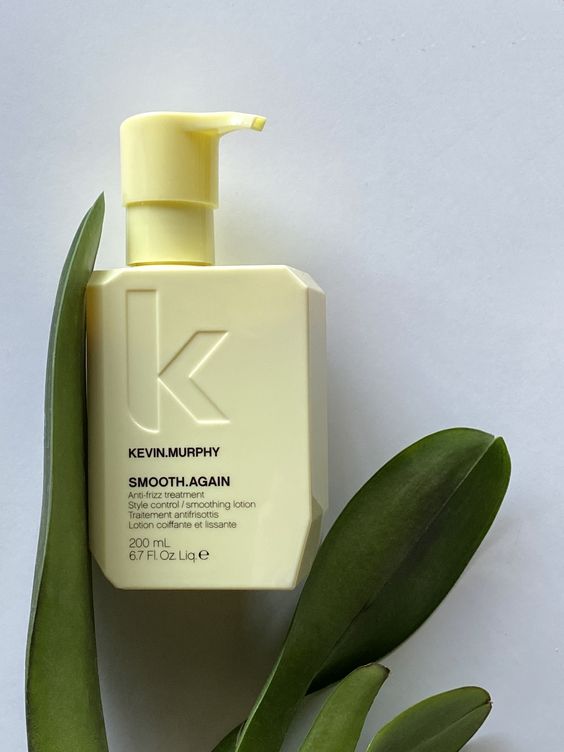 k
KEVIN.MURPHY
SMOOTH.AGAIN
Anti-frizz treatment
Style control / smoothing lotion
Traitement antifrisottis
Lotion coiffante et lissante
200 mL
6.7 Fl. Oz. Liq. ℮